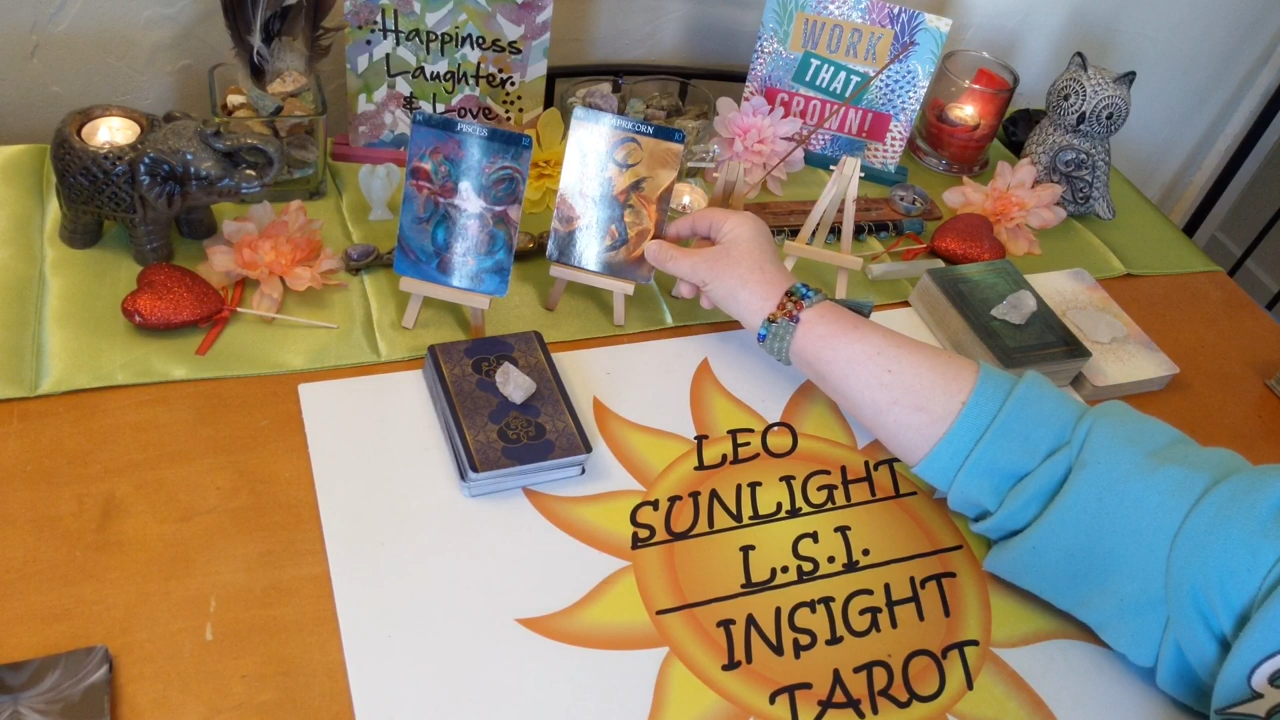 Happiness
Laughter
& Love
WORK
THAT
CROWN!
PISCES
12
CAPRICORN
10
LEO
SUNLIGHT
L.S.I.
INSIGHT
TAROT